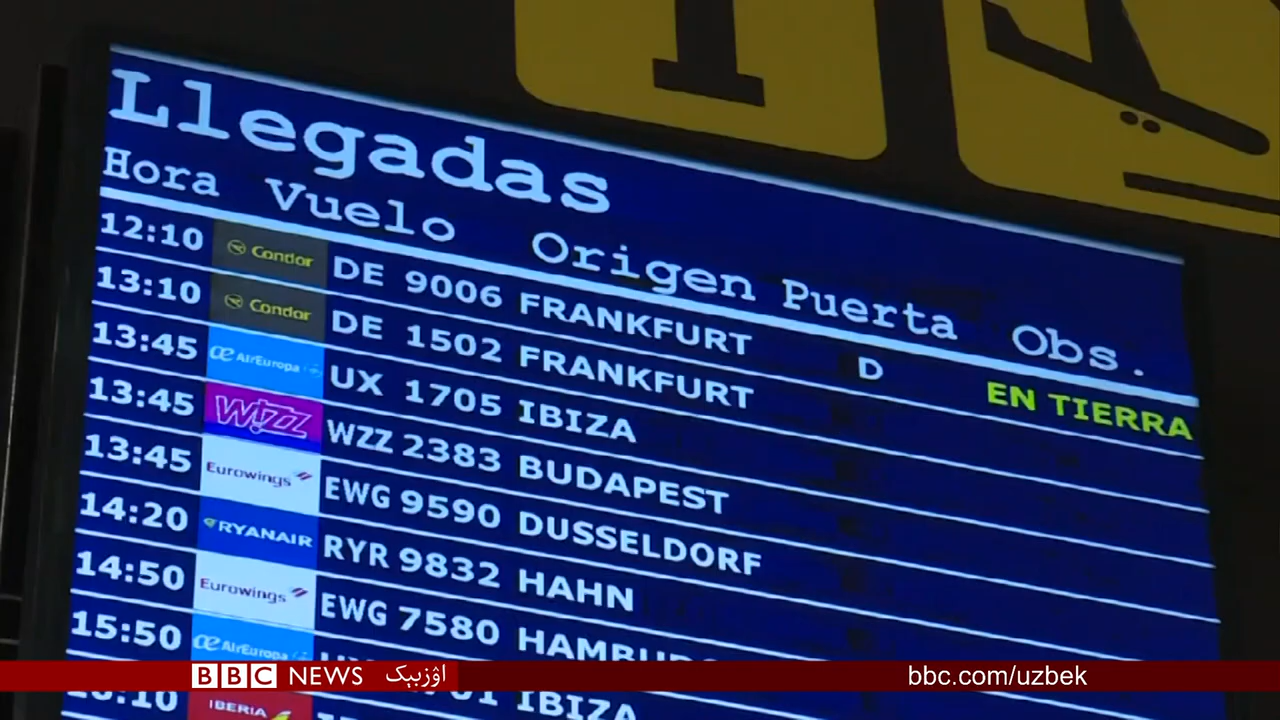 Llegadas
Hora Vuelo Origen Puerta Obs.
12:10 Condor DE 9006 FRANKFURT D EN TIERRA
13:10 Condor DE 1502 FRANKFURT
13:45 AirEuropa UX 1705 IBIZA
13:45 WIZZ WZZ 2383 BUDAPEST
13:45 Eurowings EWG 9590 DUSSELDORF
14:20 RYANAIR RYR 9832 HAHN
14:50 Eurowings EWG 7580 HAMBURG
15:50 AirEuropa UX
IBERIA IBIZA
BBC NEWS اۉزبېک
bbc.com/uzbek